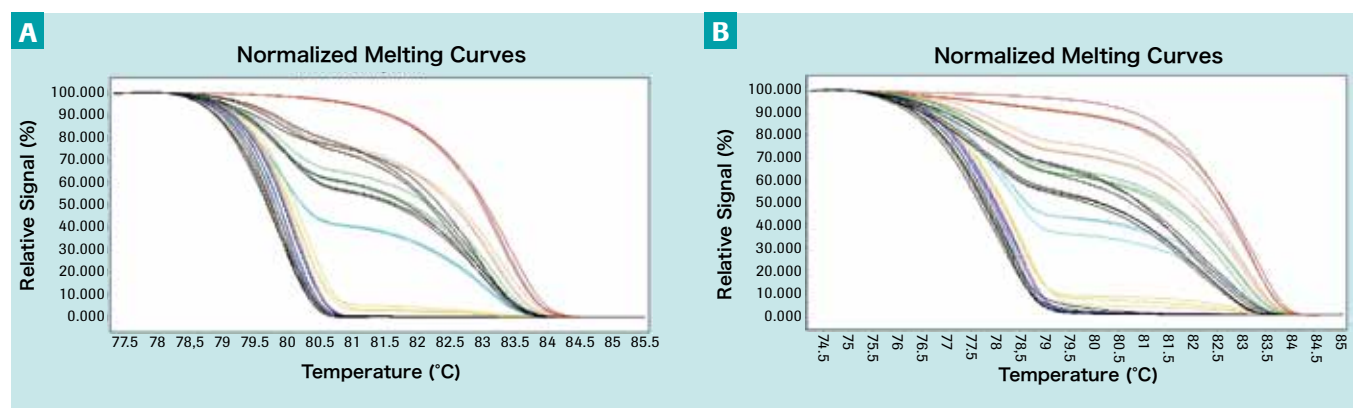 A
Normalized Melting Curves
Relative Signal (%)
100.000
90.000
80.000
70.000
60.000
50.000
40.000
30.000
20.000
10.000
0.000
77.5 78 78.5 79 79.5 80 80.5 81 81.5 82 82.5 83 83.5 84 84.5 85 85.5
Temperature (°C)
B
Normalized Melting Curves
Relative Signal (%)
100.000
90.000
80.000
70.000
60.000
50.000
40.000
30.000
20.000
10.000
0.000
74.5 75 75.5 76 76.5 77 77.5 78 78.5 79 79.5 80 80.5 81 81.5 82 82.5 83 83.5 84 84.5 85
Temperature (°C)